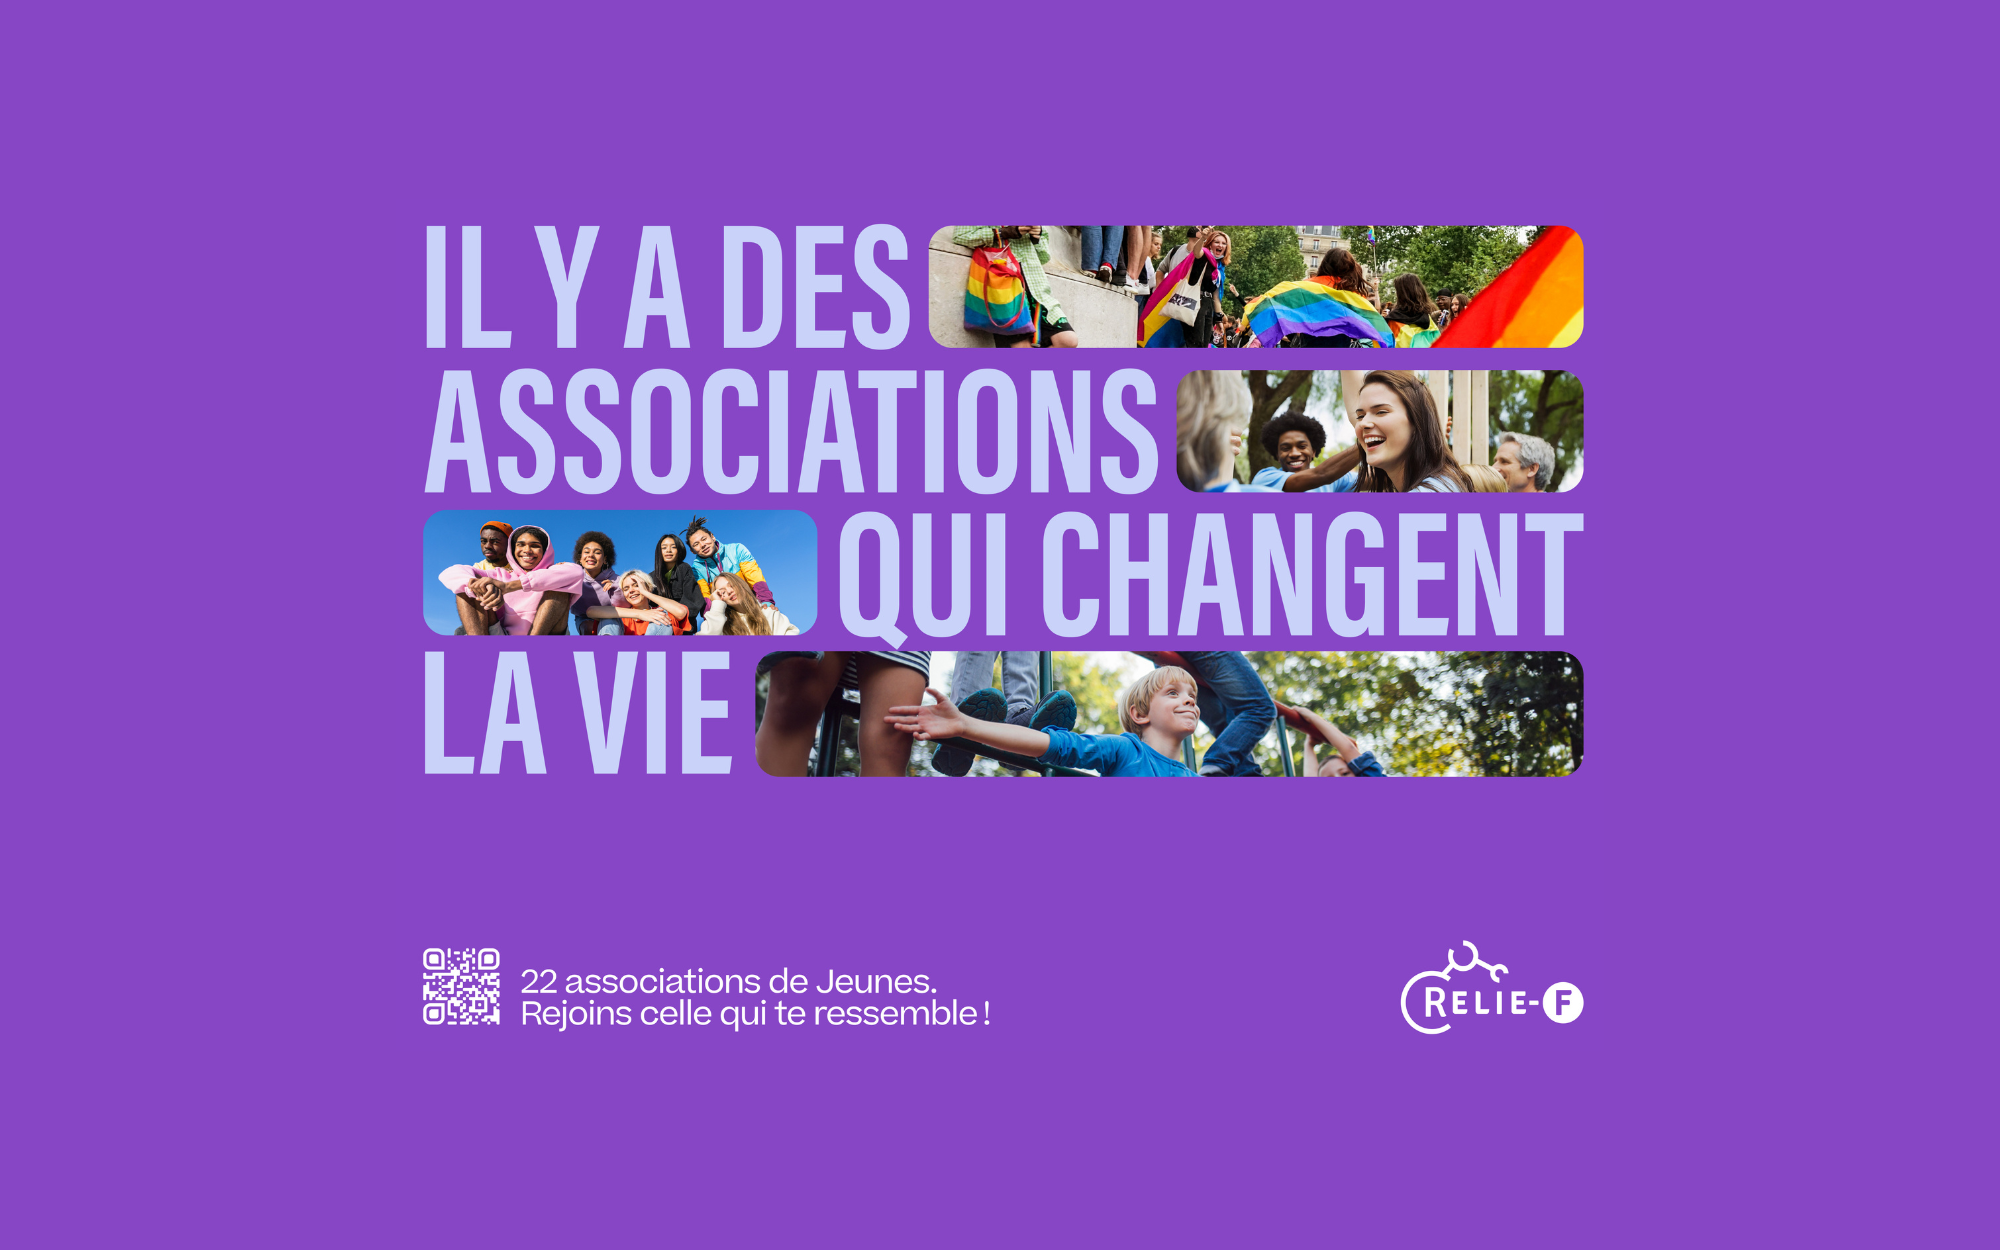 IL Y A DES
ASSOCIATIONS
QUI CHANGENT
LA VIE
22 associations de Jeunes.
Rejoins celle qui te ressemble !
RELIE-F